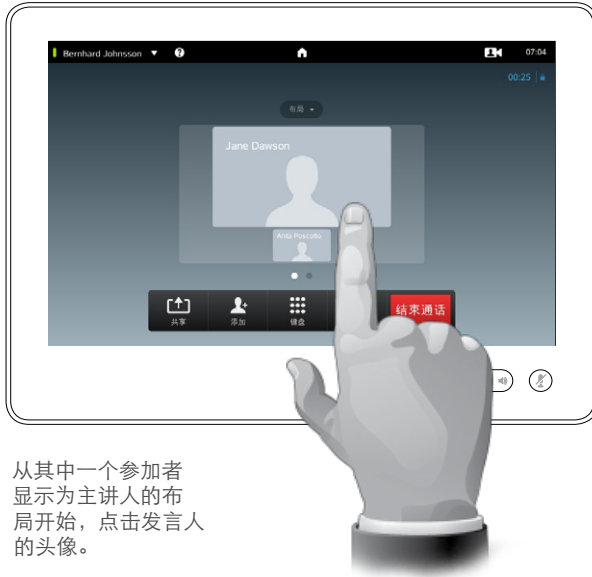 Bernhard Johnsson
?
07:04
00:25
布局
Jane Dawson
Anita Poscotto
共享
添加
键盘
结束通话
从其中一个参加者
显示为主讲人的布
局开始，点击发言人
的头像。